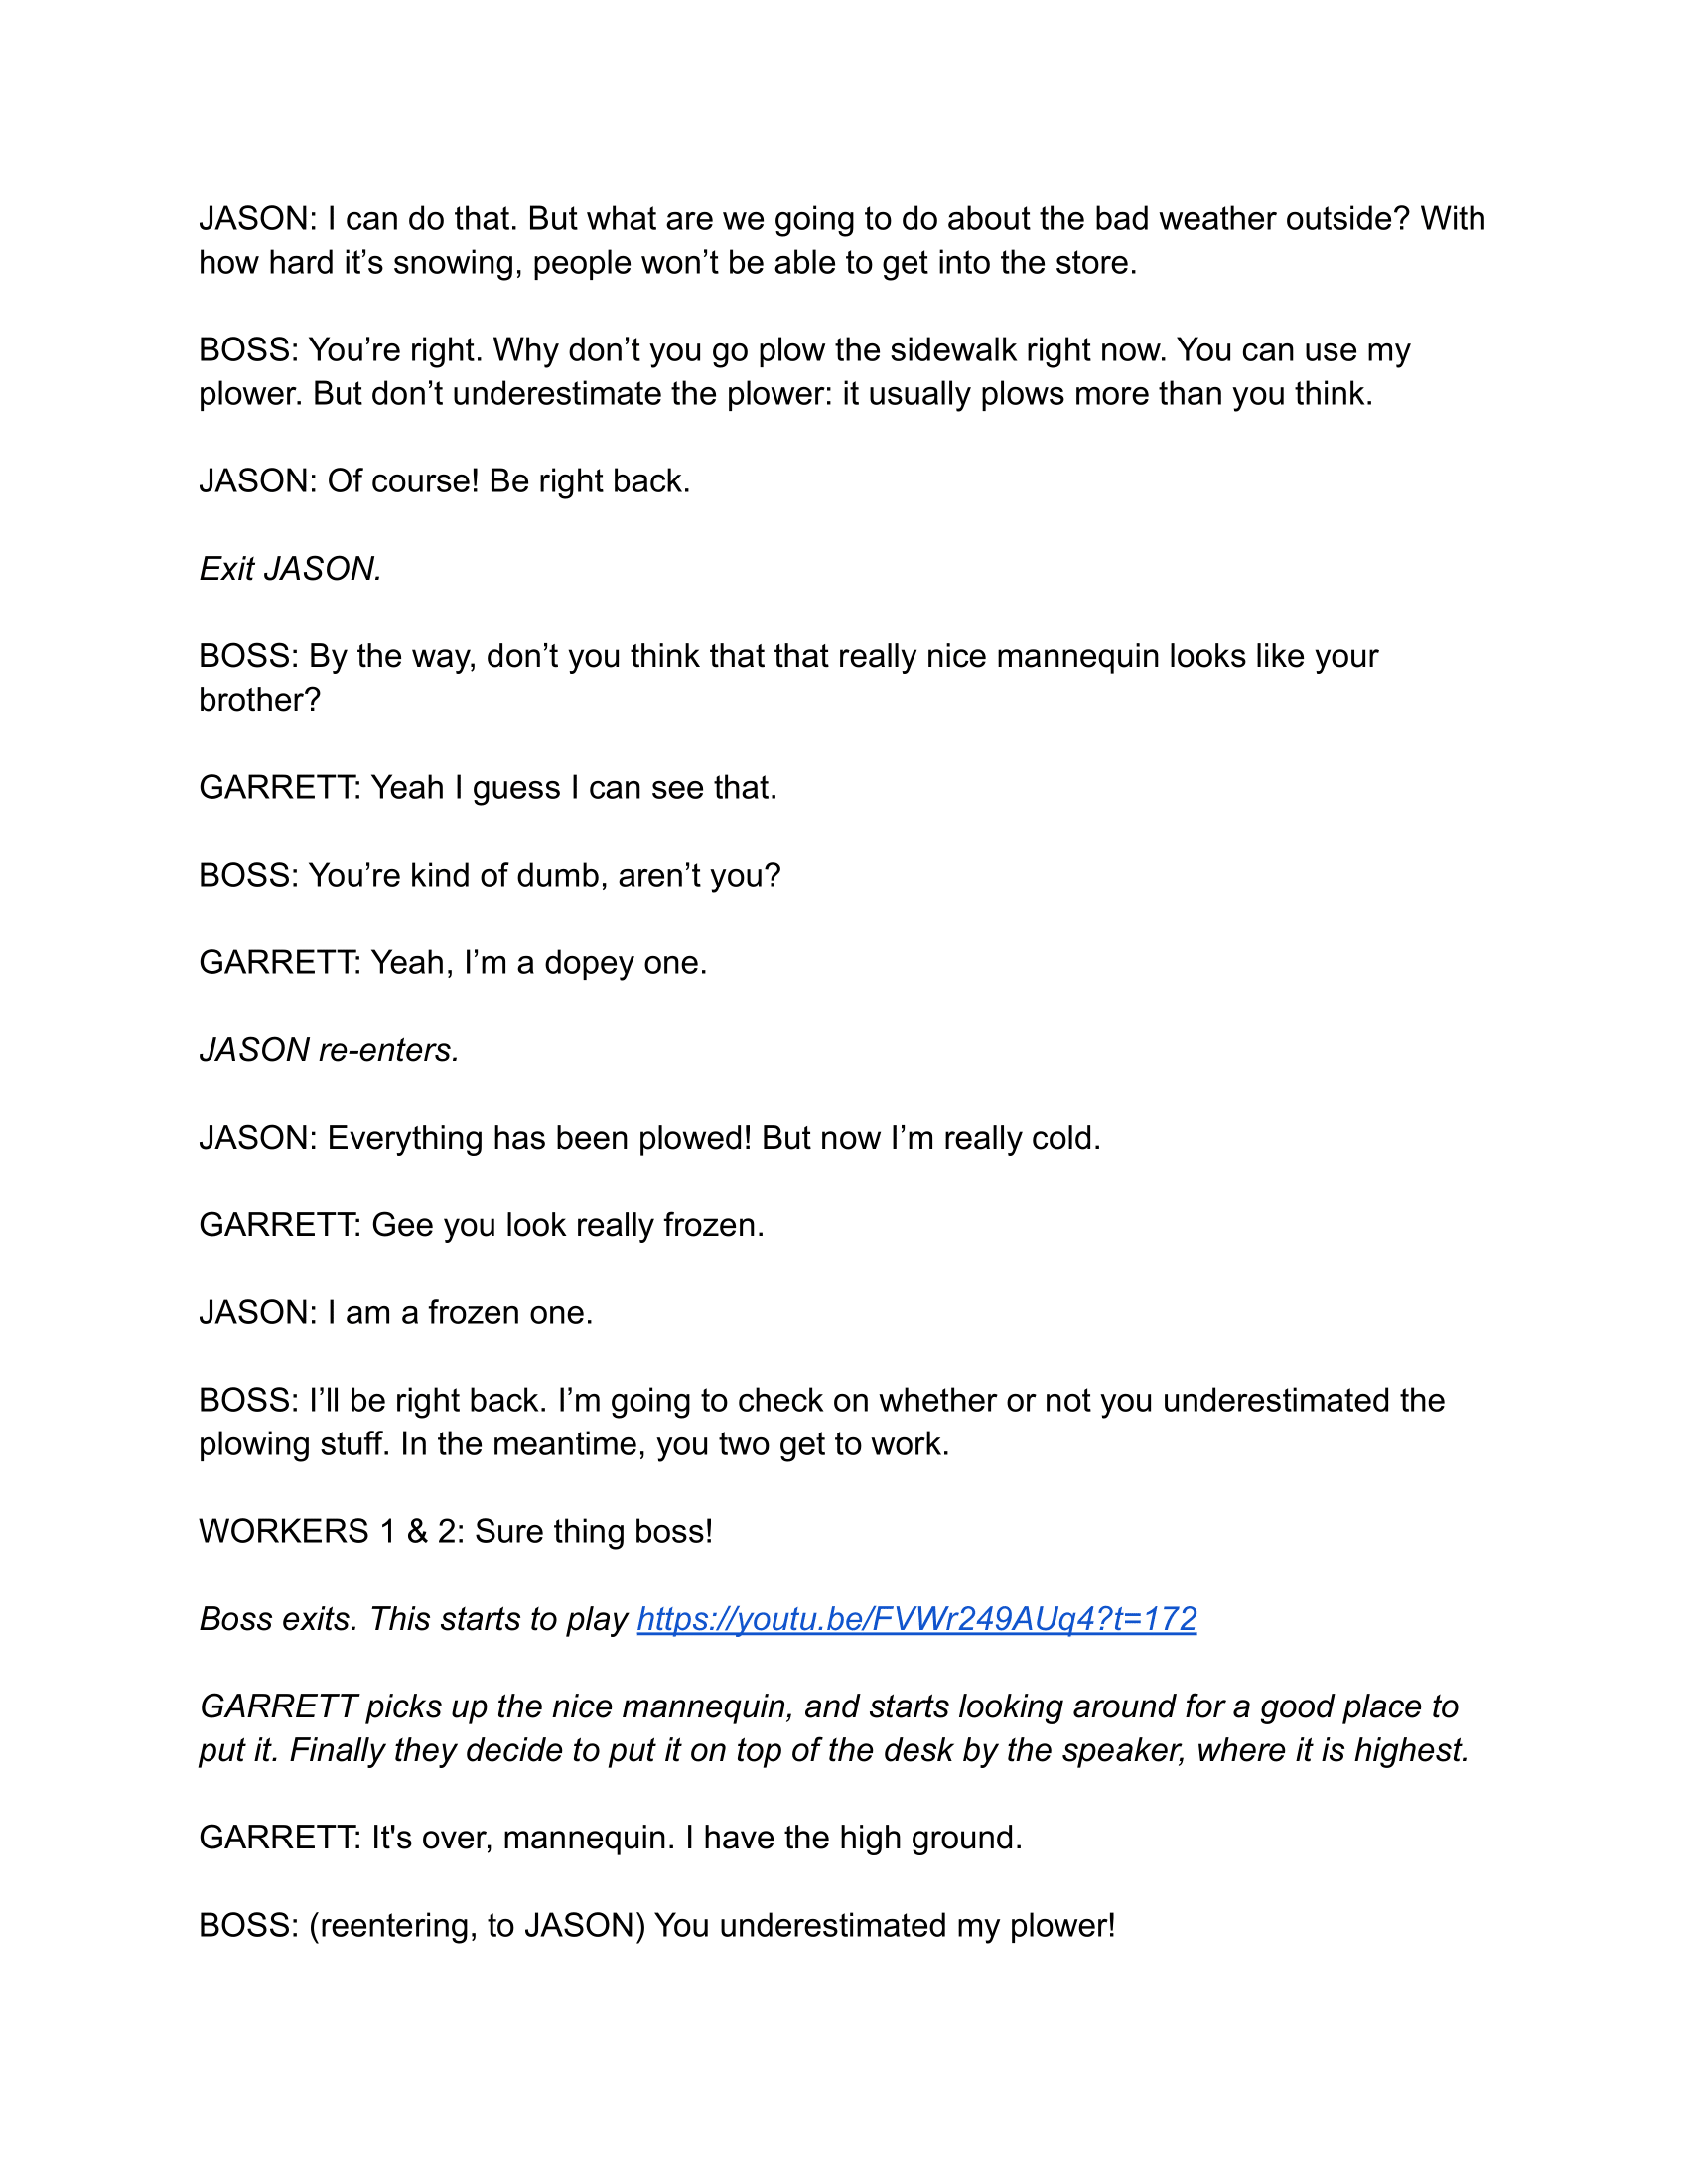 JASON: I can do that. But what are we going to do about the bad weather outside? With
how hard it’s snowing, people won’t be able to get into the store.
BOSS: You’re right. Why don’t you go plow the sidewalk right now. You can use my
plower. But don’t underestimate the plower: it usually plows more than you think.
JASON: Of course! Be right back.
Exit JASON.
BOSS: By the way, don’t you think that that really nice mannequin looks like your
brother?
GARRETT: Yeah I guess I can see that.
BOSS: You’re kind of dumb, aren’t you?
GARRETT: Yeah, I’m a dopey one.
JASON re-enters.
JASON: Everything has been plowed! But now I’m really cold.
GARRETT: Gee you look really frozen.
JASON: I am a frozen one.
BOSS: I’ll be right back. I’m going to check on whether or not you underestimated the
plowing stuff. In the meantime, you two get to work.
WORKERS 1 & 2: Sure thing boss!
Boss exits. This starts to play https://youtu.be/FVWr249AUq4?t=172
GARRETT picks up the nice mannequin, and starts looking around for a good place to
put it. Finally they decide to put it on top of the desk by the speaker, where it is highest.
GARRETT: It's over, mannequin. I have the high ground.
BOSS: (reentering, to JASON) You underestimated my plower!